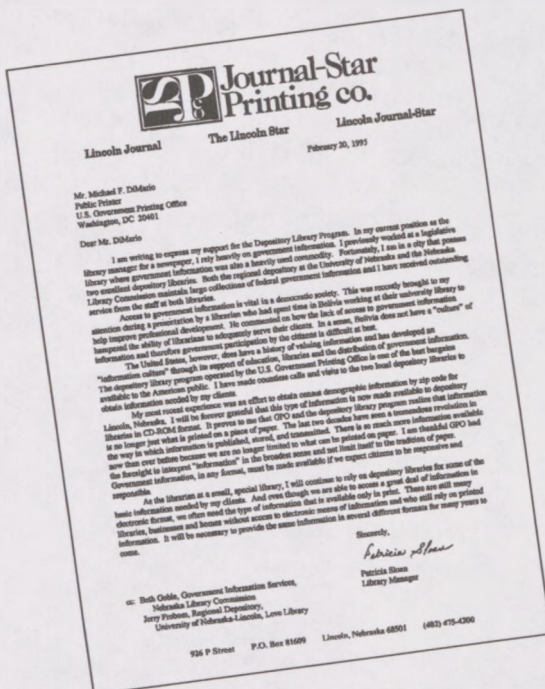 Journal-Star
Printing co.
Lincoln Journal The Lincoln Star Lincoln Journal-Star
February 20, 1995
Mr. Michael F. DiMario
Public Printer
U.S. Government Printing Office
Washington, DC 20401
Dear Mr. DiMario
I am writing to express my support for the Depository Library Program. In my current position as the
library manager for a newspaper, I rely heavily on government information. I previously worked at a legislative
library where government information was also a heavily used commodity. Fortunately, I am in a city that possess
two excellent depository libraries. Both the regional depository at the University of Nebraska and the Nebraska
Library Commission maintain large collections of federal government information and I have received outstanding
service from the staff at both libraries.
Access to government information is vital in a democratic society. This was recently brought to my
attention during a presentation by a librarian who had spent time in Bolivia working at their university library to
help improve professional development. He commented on how the lack of access to government information
hampered the ability of librarians to adequately serve their clients. In a sense, Bolivia does not have a "culture" of
information and therefore government participation by the citizens is difficult at best.
The United States, however, does have a history of valuing information and has developed an
"information culture" through its support of education, libraries and the distribution of government information.
The depository library program operated by the U.S. Government Printing Office is one of the best bargains
available to the American public. I have made countless calls and visits to the two local depository libraries to
obtain information needed by my clients.
My most recent experience was an effort to obtain census demographic information by zip code for
Lincoln, Nebraska. I will be forever grateful that this type of information is now made available to depository
libraries in CD-ROM format. It proves to me that GPO and the depository library program realize that information
is no longer just what is printed on a piece of paper. The last two decades have seen a tremendous revolution in
the way in which information is published, stored, and transmitted. There is so much more information available
now than ever before because we are no longer limited to what can be printed on paper. I am thankful GPO had
the foresight to interpret "information" in the broadest sense and not limit itself to the tradition of paper.
Government information, in any format, must be made available if we expect citizens to be responsive and
responsible.
As the librarian at a small, special library, I will continue to rely on depository libraries for some of the
basic information needed by my clients. And even though we are able to access a great deal of information in
electronic format, we often need the type of information that is available only in print. There are still many
libraries, businesses and homes without access to electronic means of information and who still rely on printed
information. It will be necessary to provide the same information in several different formats for many years to
come.
Sincerely,
Patricia Sloan
Patricia Sloan
Library Manager
cc: Beth Goble, Government Information Services,
Nebraska Library Commission
Jerry Frobom, Regional Depository,
University of Nebraska-Lincoln, Love Library
926 P Street P.O. Box 81609 Lincoln, Nebraska 68501 (402) 475-4200